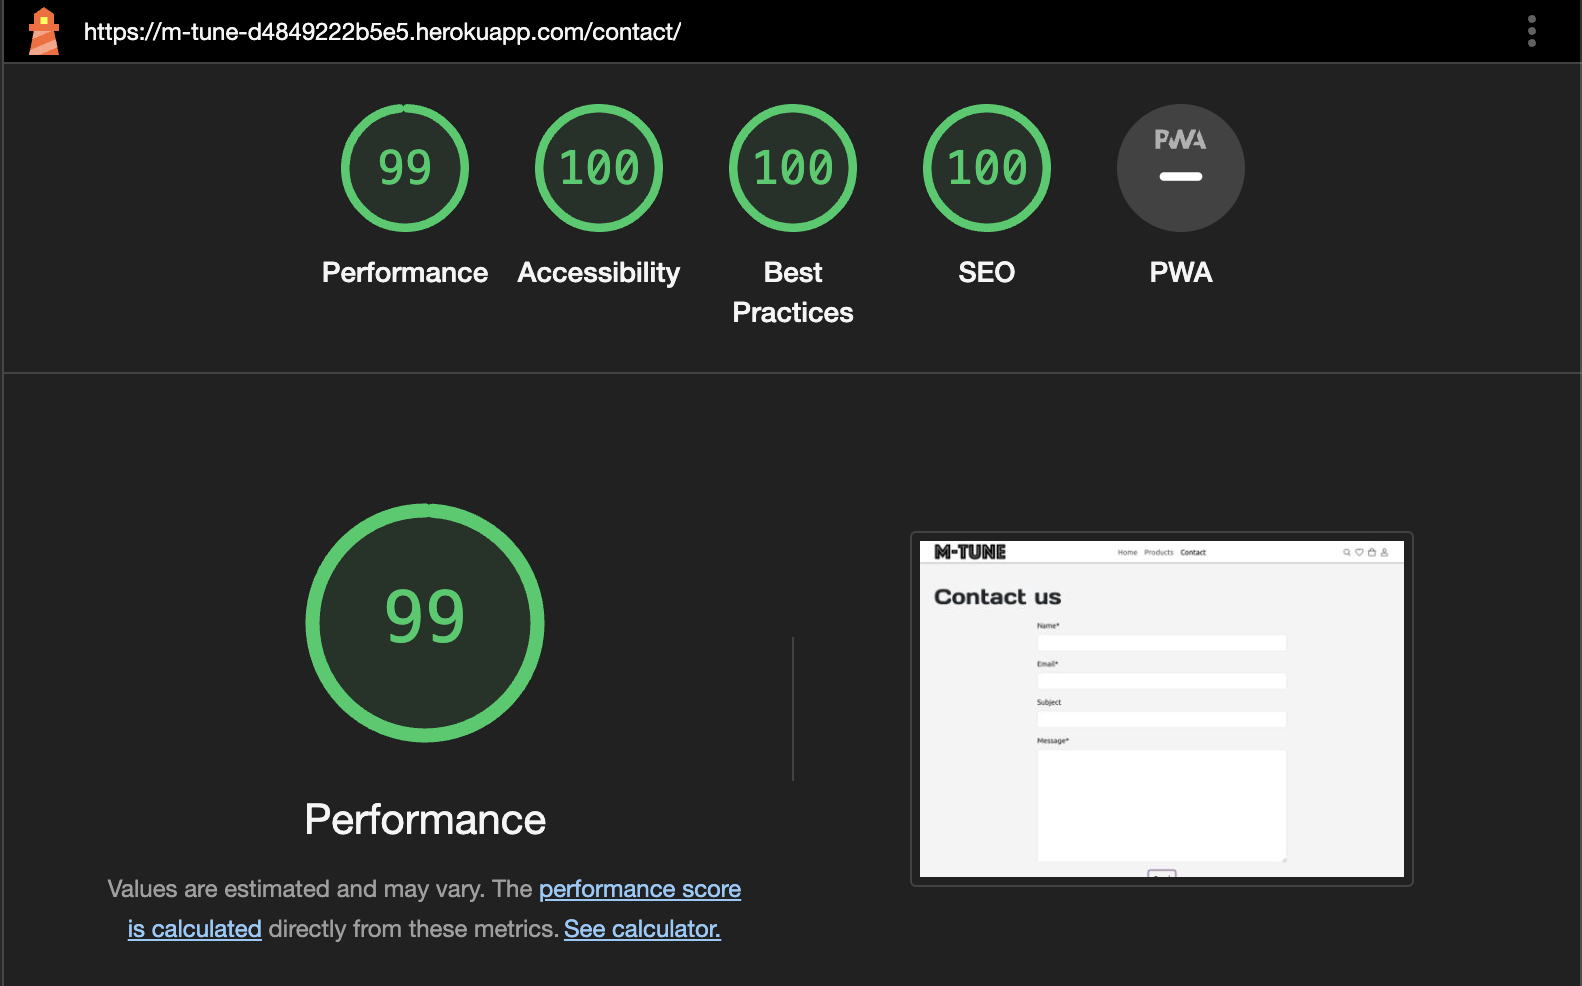 https://m-tune-d4849222b5e5.herokuapp.com/contact/
99
100
100
100
PWA
Performance
Accessibility
Best
Practices
SEO
PWA
99
Performance
Values are estimated and may vary. The performance score
is calculated directly from these metrics. See calculator.
M-TUNE
Home Products Contact
Contact us
Name*
Email*
Subject
Message*